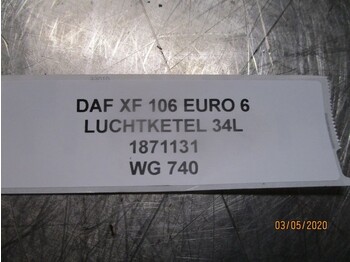 DAF XF 106 EURO 6
LUCHTKETEL 34L
1871131
WG 740
03/05/2020